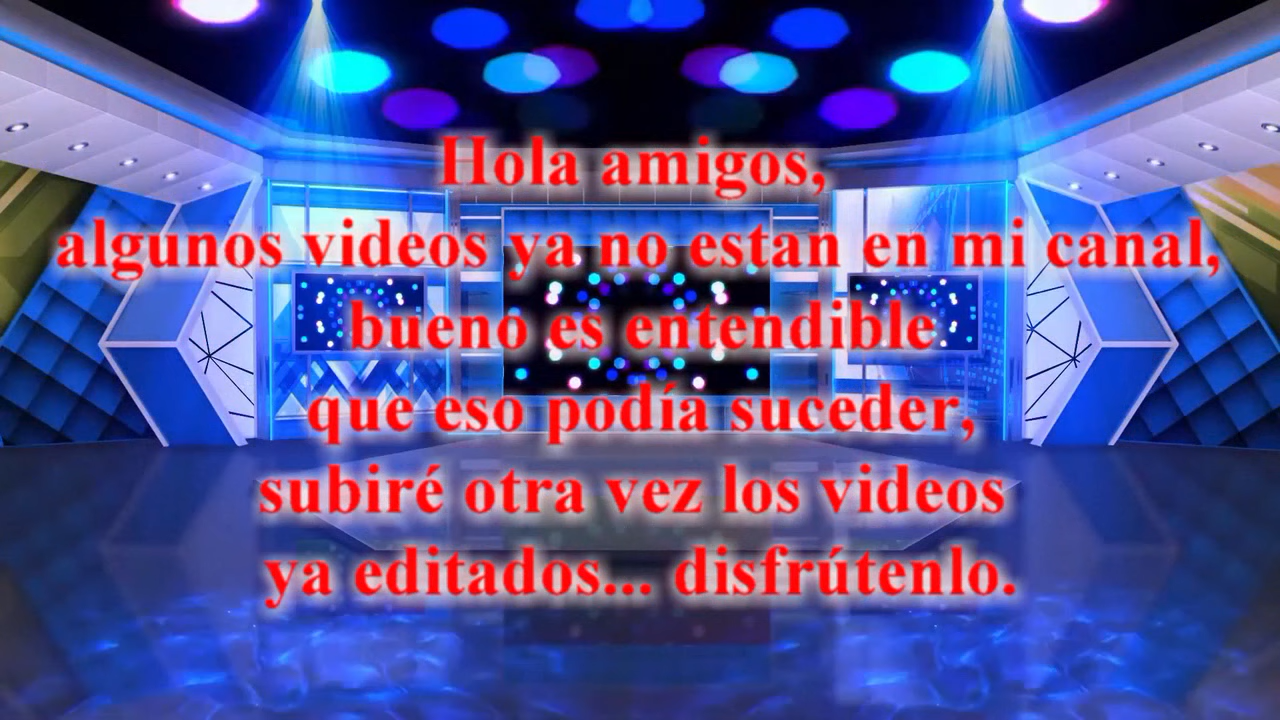 Hola amigos,
algunos videos ya no estan en mi canal,
bueno es entendible
que eso podía suceder,
subiré otra vez los videos
ya editados... disfrútenlo.